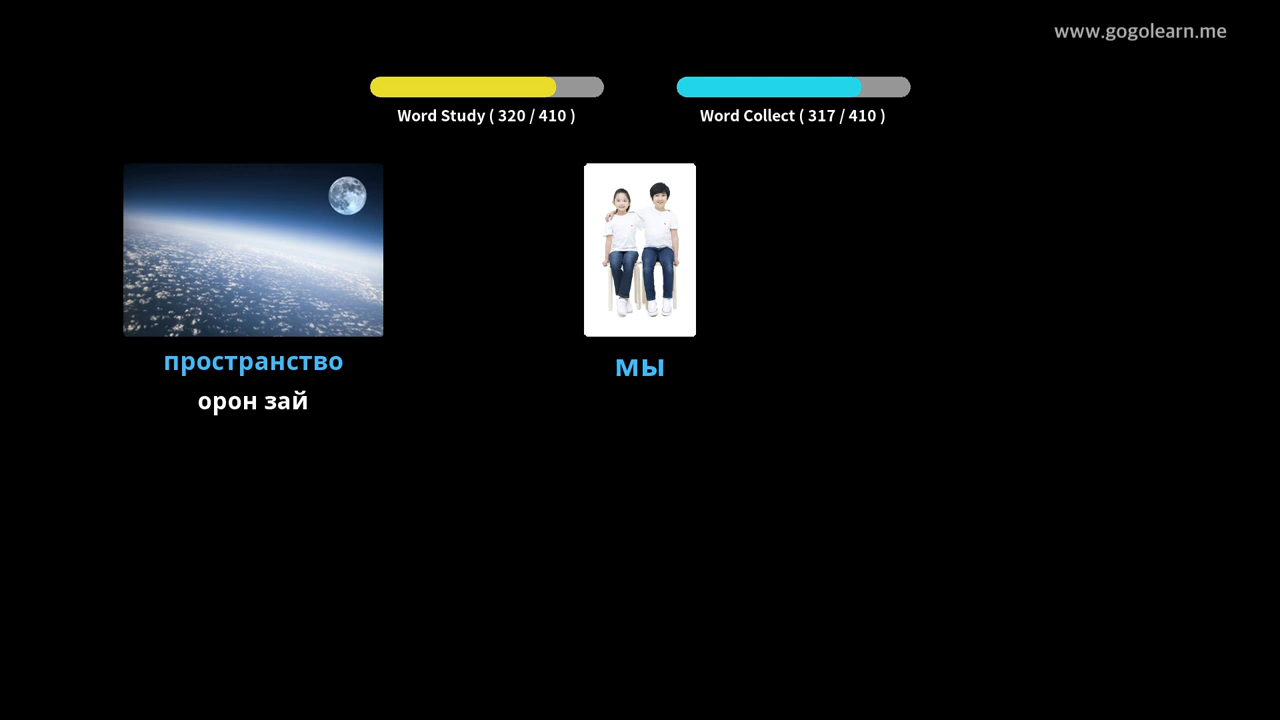 www.gogolearn.me
Word Study ( 320 / 410 )
Word Collect ( 317 / 410 )
пространство
орон зай
мы